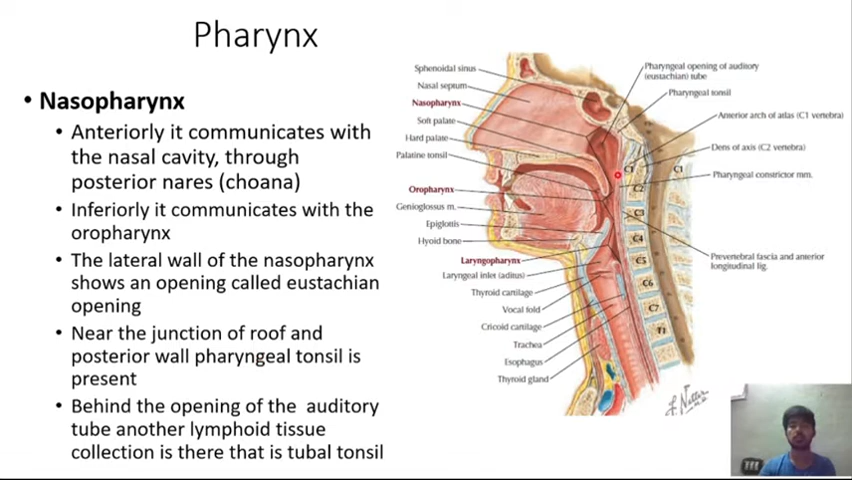 Pharynx
• Nasopharynx
• Anteriorly it communicates with
the nasal cavity, through
posterior nares (choana)
• Inferiorly it communicates with the
oropharynx
• The lateral wall of the nasopharynx
shows an opening called eustachian
opening
• Near the junction of roof and
posterior wall pharyngeal tonsil is
present
• Behind the opening of the auditory
tube another lymphoid tissue
collection is there that is tubal tonsil
Sphenoidal sinus
Nasal septum
Nasopharynx
Soft palate
Hard palate
Palatine tonsil
Oropharynx
Genioglossus m.
Epiglottis
Hyoid bone
Laryngopharynx
Laryngeal inlet (aditus)
Thyroid cartilage
Vocal fold
Cricoid cartilage
Trachea
Esophagus
Thyroid gland
Pharyngeal opening of auditory
(eustachian) tube
Pharyngeal tonsil
Anterior arch of atlas (C1 vertebra)
Dens of axis (C2 vertebra)
Pharyngeal constrictor mm.
Prevertebral fascia and anterior
longitudinal lig.
C1
C1
C2
C3
C4
C5
C6
C7
T1
F. Netter
M.D.